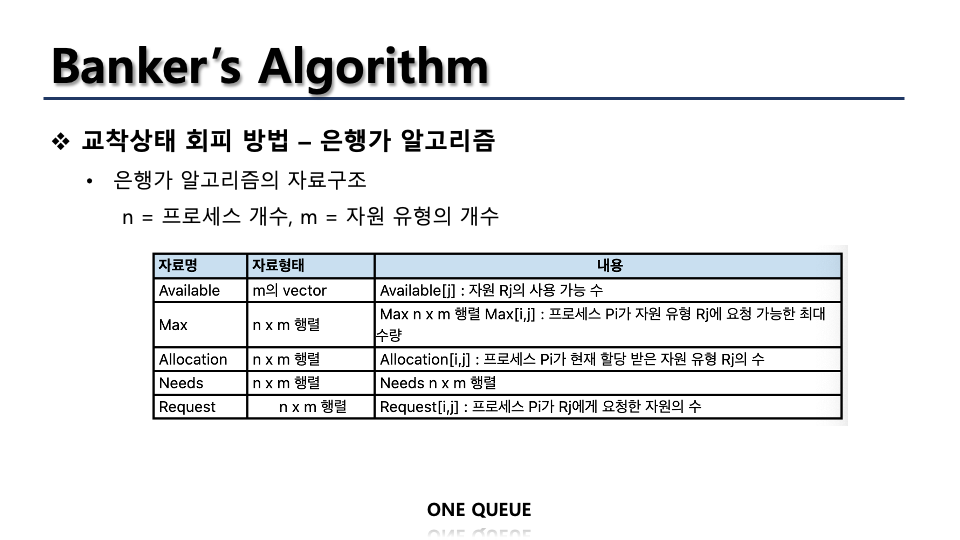 Banker's Algorithm
❖ 교착상태 회피 방법 – 은행가 알고리즘
• 은행가 알고리즘의 자료구조
n = 프로세스 개수, m = 자원 유형의 개수
자료명 자료형태 내용
Available m의 vector Available[j] : 자원 Rj의 사용 가능 수
Max n x m 행렬 Max n x m 행렬 Max[i,j] : 프로세스 Pi가 자원 유형 Rj에 요청 가능한 최대
수량
Allocation n x m 행렬 Allocation[i,j] : 프로세스 Pi가 현재 할당 받은 자원 유형 Rj의 수
Needs n x m 행렬 Needs n x m 행렬
Request n x m 행렬 Request[i,j] : 프로세스 Pi가 Rj에게 요청한 자원의 수
ONE QUEUE